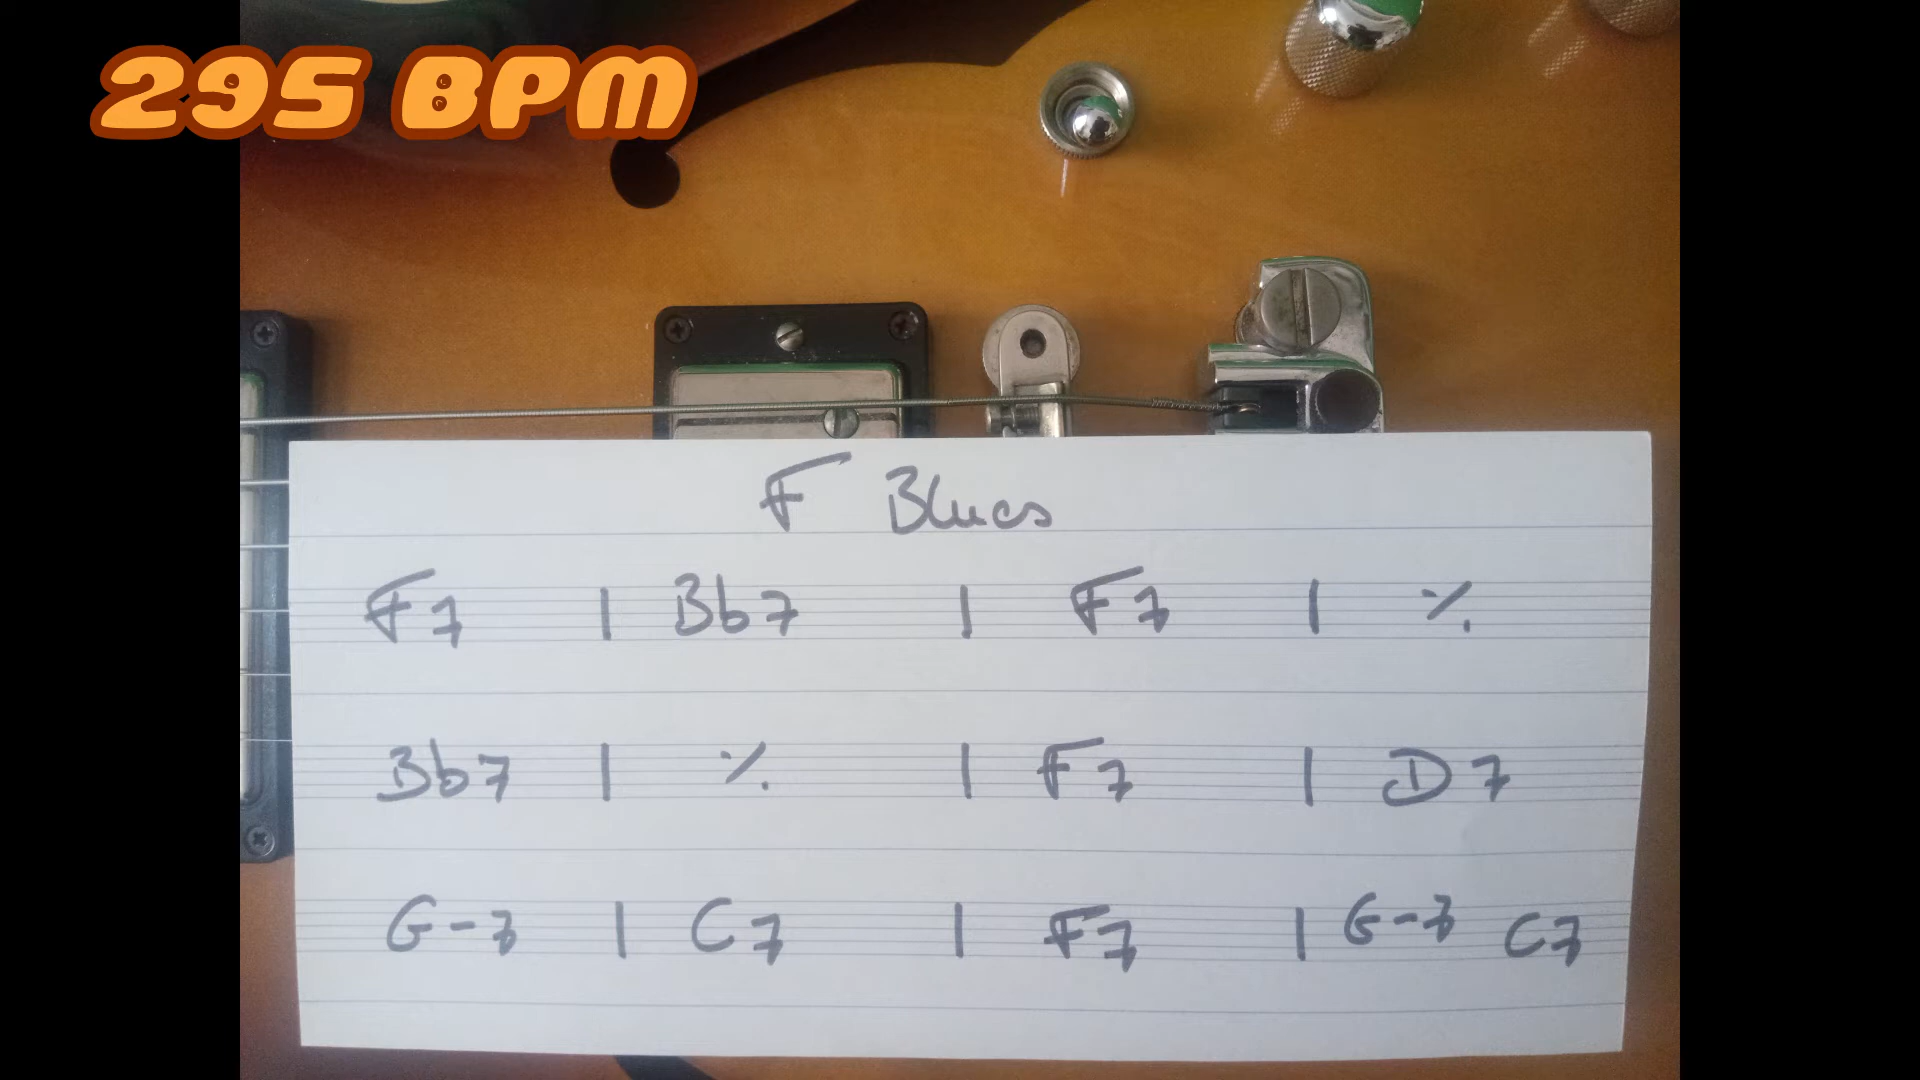 295 BPM
F Blues
F7 | Bb7 | F7 | ٪
Bb7 | ٪ | F7 | D7
G-7 | C7 | F7 | G-7 C7